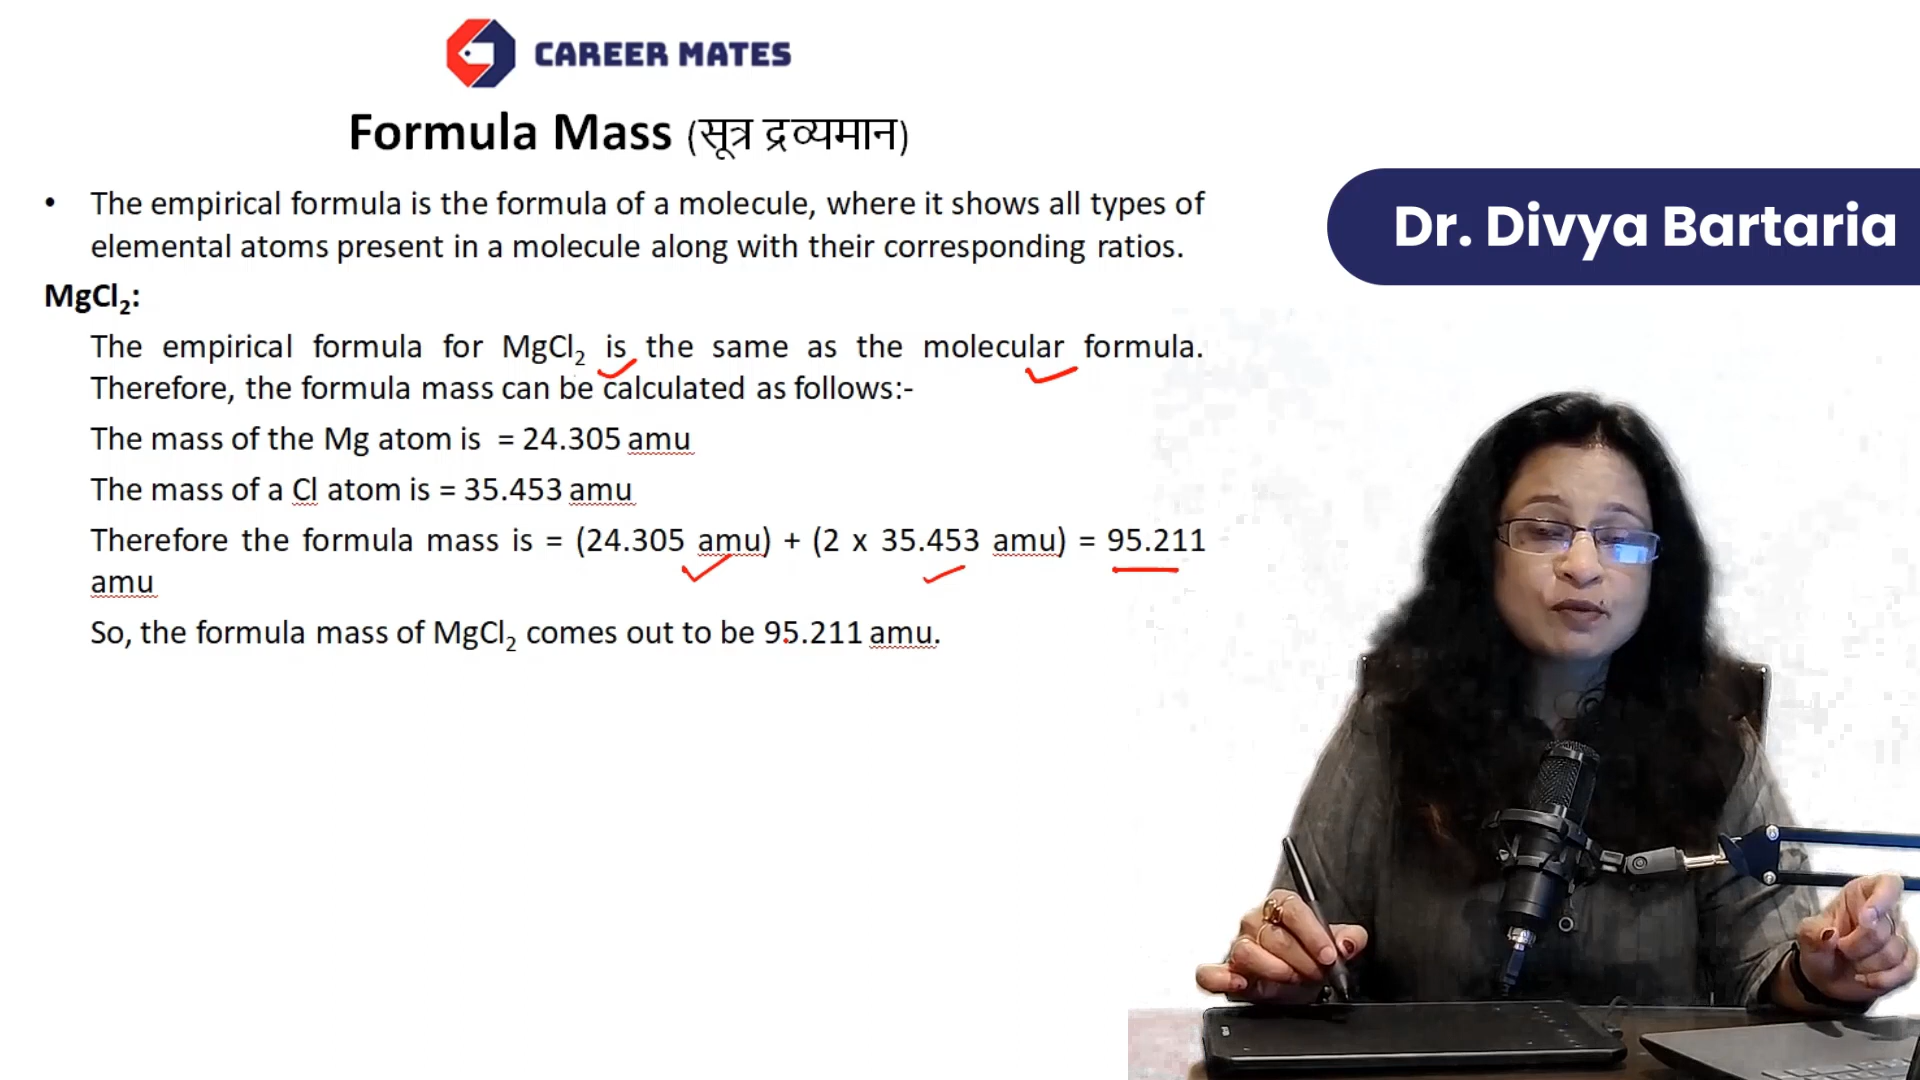 CAREER MATES
Formula Mass (सूत्र द्रव्यमान)
• The empirical formula is the formula of a molecule, where it shows all types of
elemental atoms present in a molecule along with their corresponding ratios.
Dr. Divya Bartaria
MgCl₂:
The empirical formula for MgCl₂ is the same as the molecular formula.
Therefore, the formula mass can be calculated as follows:-
The mass of the Mg atom is = 24.305 amu
The mass of a Cl atom is = 35.453 amu
Therefore the formula mass is = (24.305 amu) + (2 x 35.453 amu) = 95.211
amu
So, the formula mass of MgCl₂ comes out to be 95.211 amu.